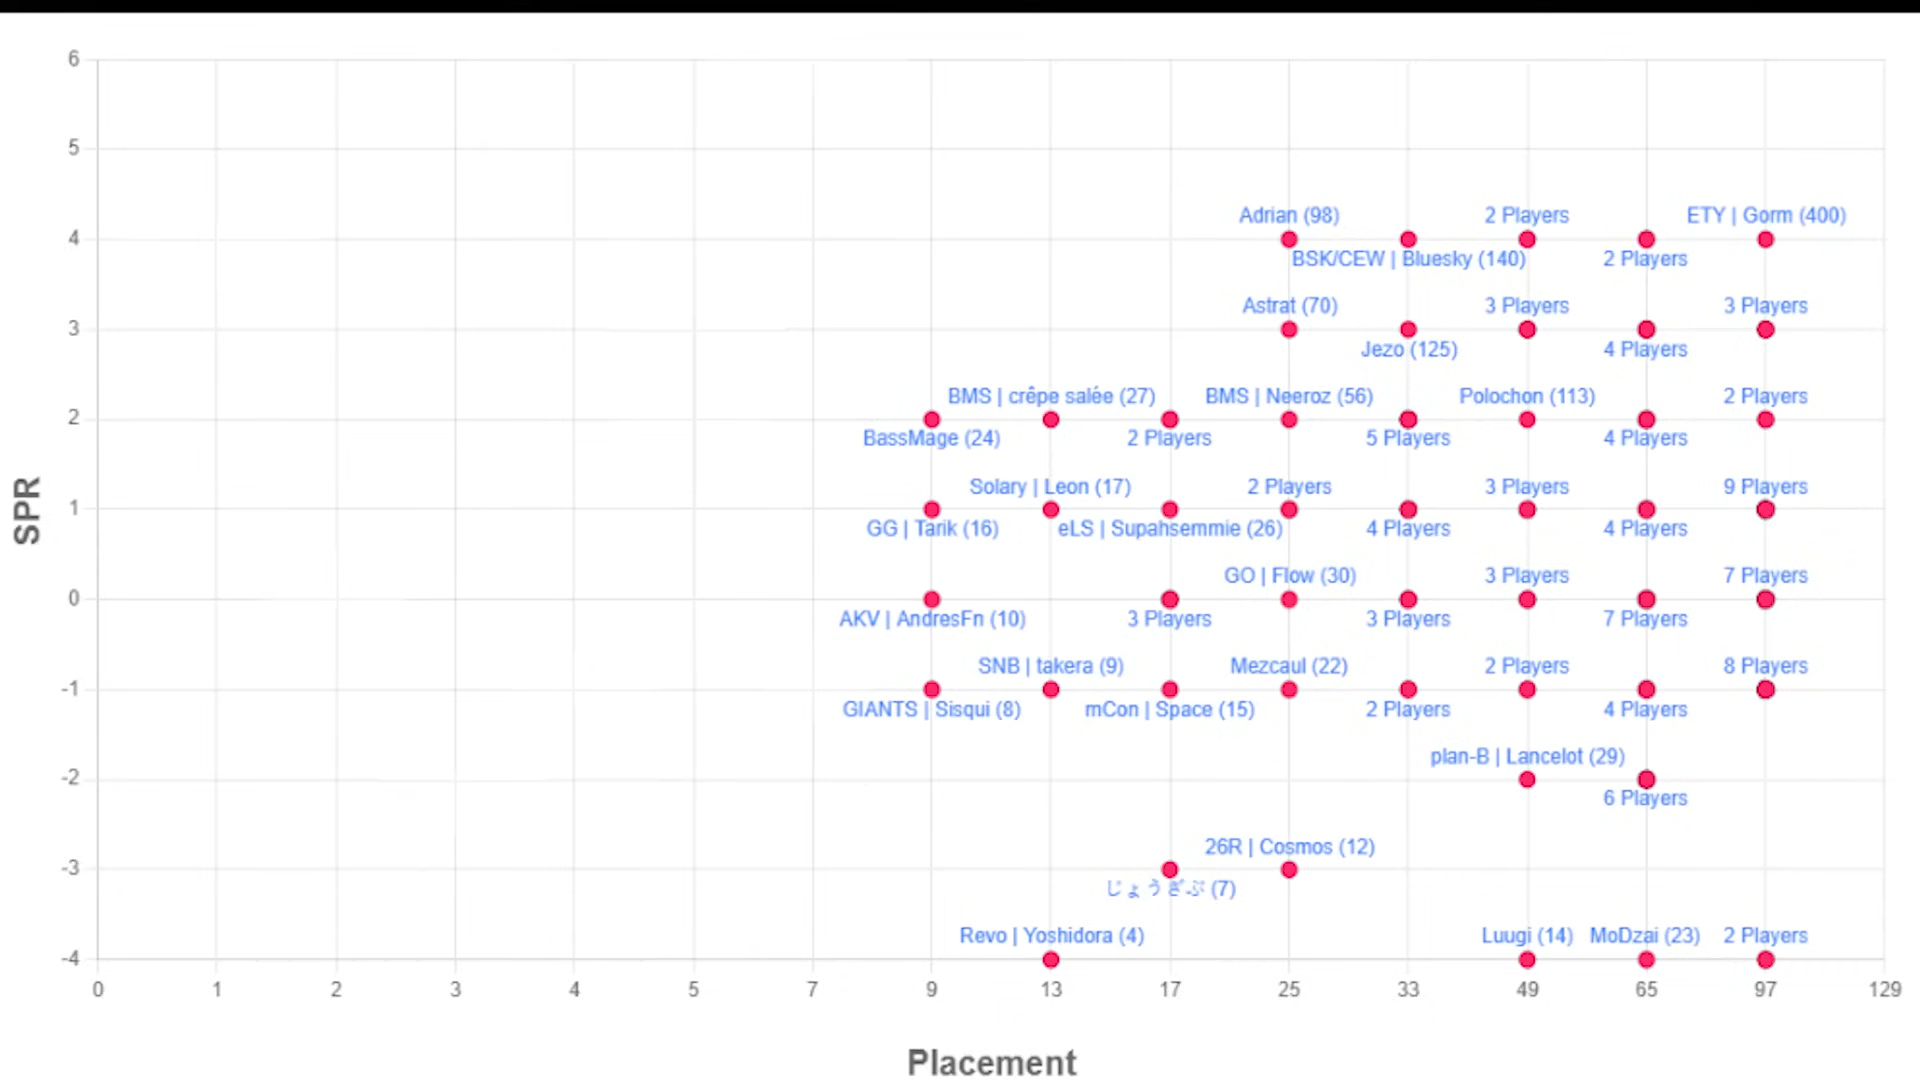 6
5
Adrian (98)
2 Players
ETY | Gorm (400)
4
BSK/CEW | Bluesky (140)
2 Players
Astrat (70)
3 Players
3 Players
3
Jezo (125)
4 Players
BMS | crêpe salée (27)
BMS | Neeroz (56)
Polochon (113)
2 Players
2
BassMage (24)
2 Players
5 Players
4 Players
Solary | Leon (17)
2 Players
3 Players
9 Players
1
GG | Tarik (16)
eLS | Supahsemmie (26)
4 Players
4 Players
SPR
GO | Flow (30)
3 Players
7 Players
0
AKV | AndresFn (10)
3 Players
3 Players
7 Players
SNB | takera (9)
Mezcaul (22)
2 Players
8 Players
-1
GIANTS | Sisqui (8)
mCon | Space (15)
2 Players
4 Players
plan-B | Lancelot (29)
-2
6 Players
26R | Cosmos (12)
-3
じょうぎぶ (7)
Revo | Yoshidora (4)
Luugi (14)
MoDzai (23)
2 Players
-4
0 1 2 3 4 5 7 9 13 17 25 33 49 65 97 129
Placement